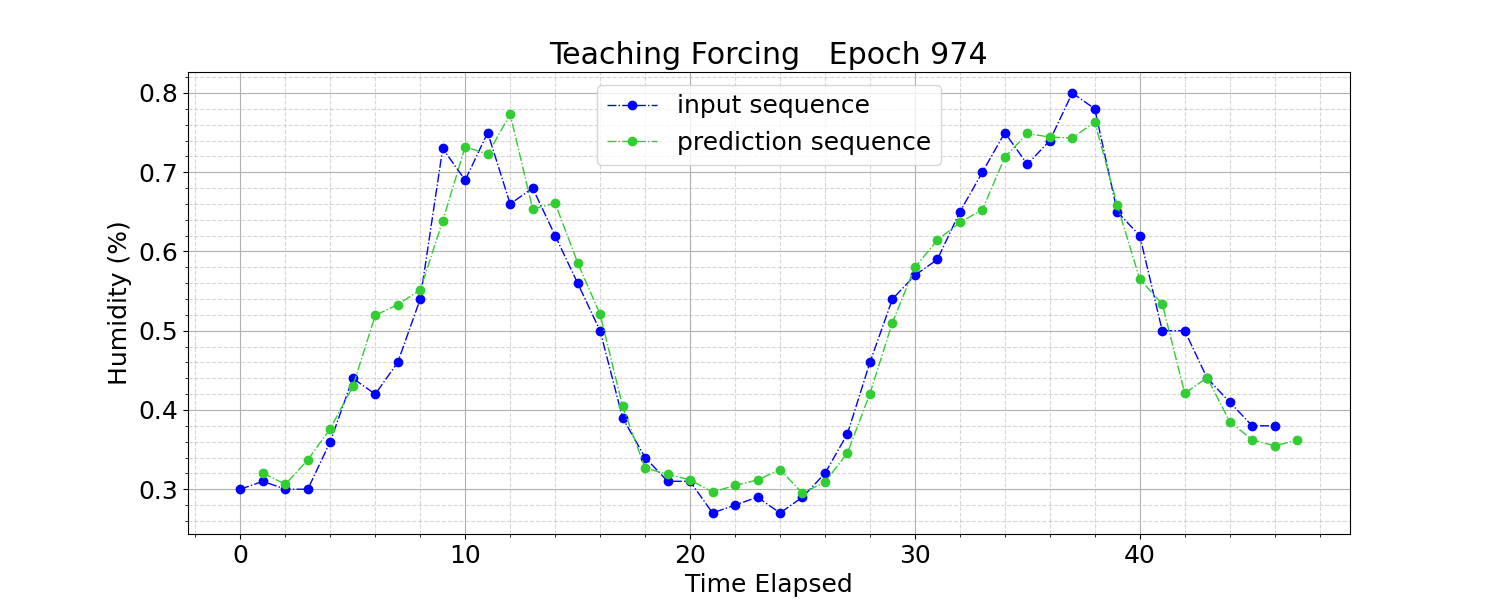 Teaching Forcing   Epoch 974
input sequence
prediction sequence
Humidity (%)
0.8
0.7
0.6
0.5
0.4
0.3
0
10
20
30
40
Time Elapsed